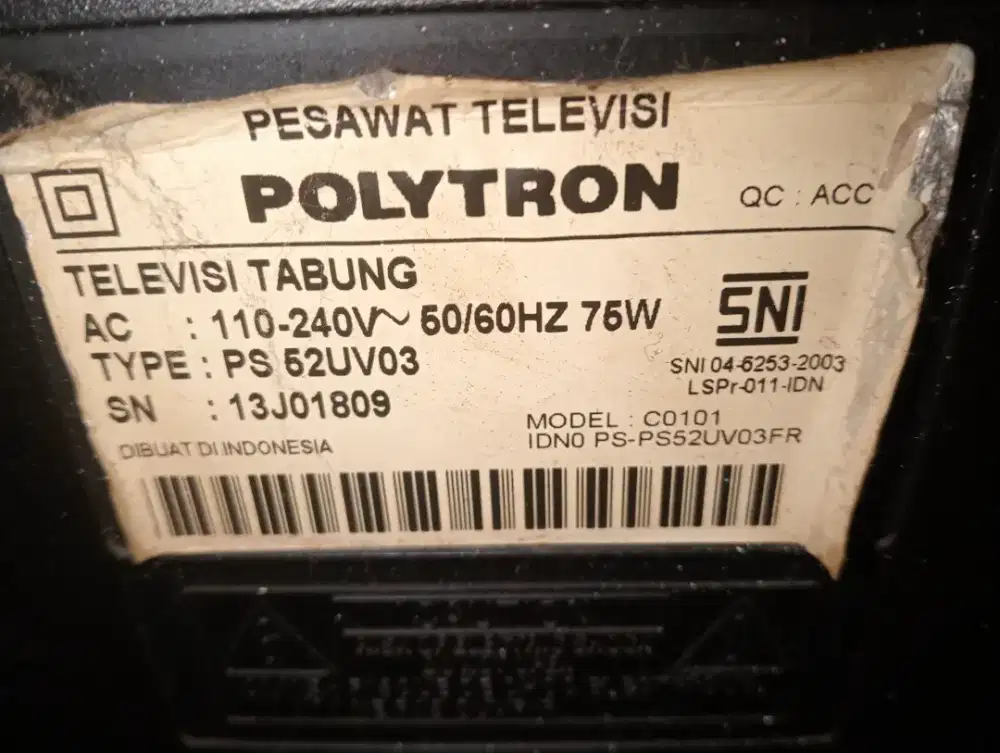 PESAWAT TELEVISI
POLYTRON
QC : ACC
TELEVISI TABUNG
AC : 110-240V~ 50/60HZ 75W
TYPE : PS 52UV03
SN : 13J01809
SNI
SNI 04-6253-2003
LSPr-011-IDN
MODEL : C0101
IDN0 PS-PS52UV03FR
DIBUAT DI INDONESIA